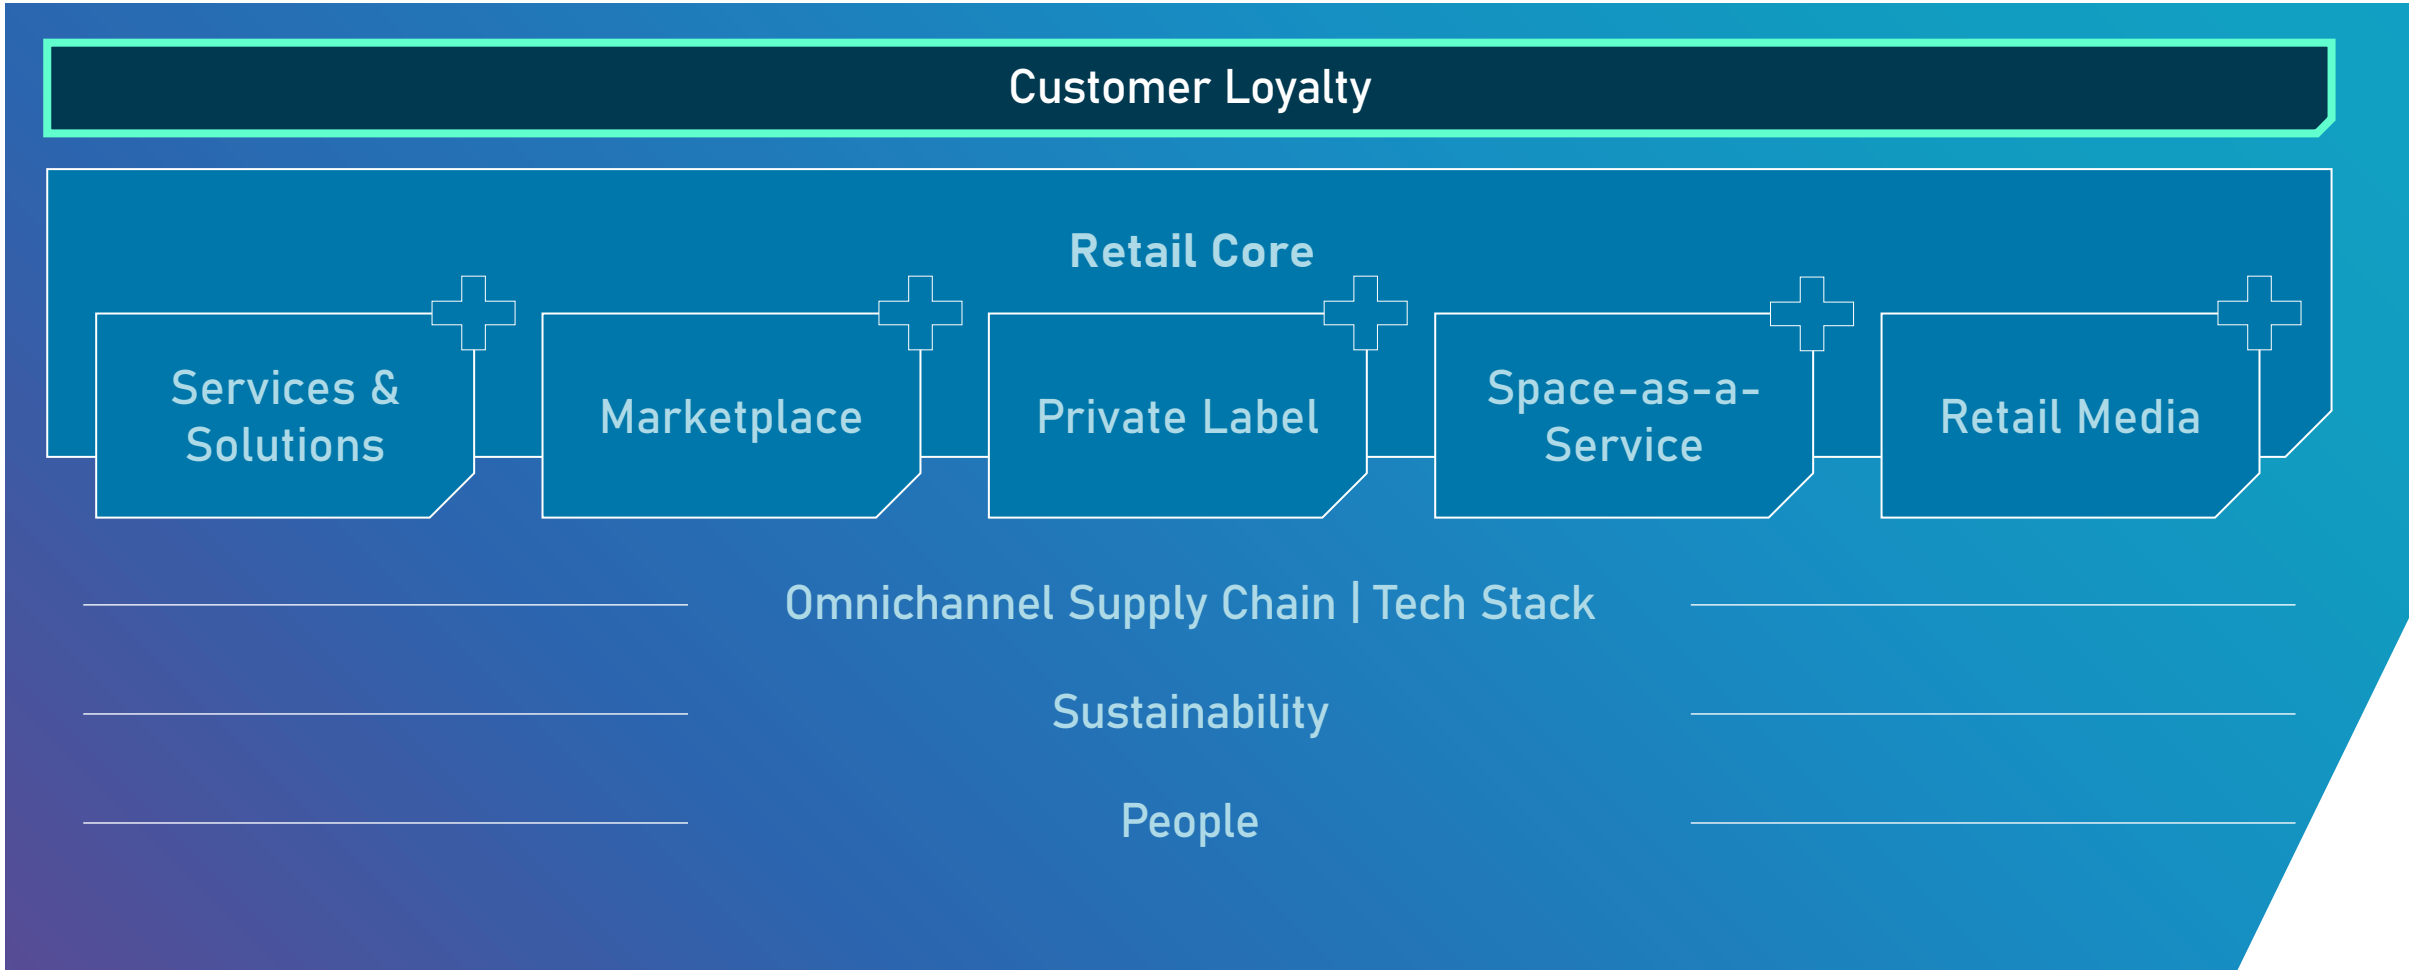 Customer Loyalty
Retail Core
Services &
Solutions
Marketplace
Private Label
Space-as-a-
Service
Retail Media
Omnichannel Supply Chain | Tech Stack
Sustainability
People